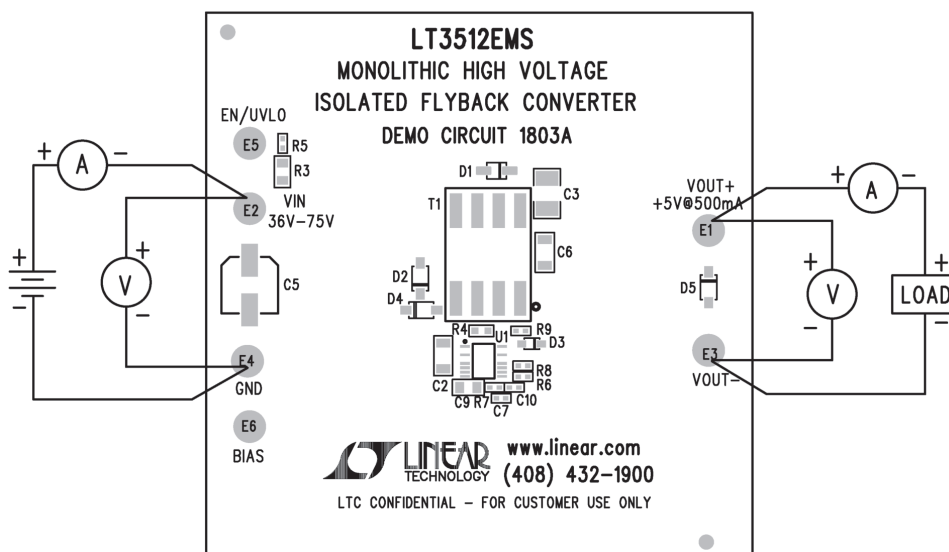 LT3512EMS
MONOLITHIC HIGH VOLTAGE
ISOLATED FLYBACK CONVERTER
DEMO CIRCUIT 1803A
EN/UVLO
E5
R5
R3
+ A -
E2
VIN
36V-75V
+
V
-
+
-
C5
E4
GND
E6
BIAS
D1
C3
T1
C6
D2
D4
R4
R9
U1
D3
C2
R8
R6
C9
R7
C10
C7
VOUT+
+5V@500mA
E1
D5
E3
VOUT-
+ A -
+
V
-
+
LOAD
-
LINEAR
TECHNOLOGY
www.linear.com
(408) 432-1900
LTC CONFIDENTIAL - FOR CUSTOMER USE ONLY